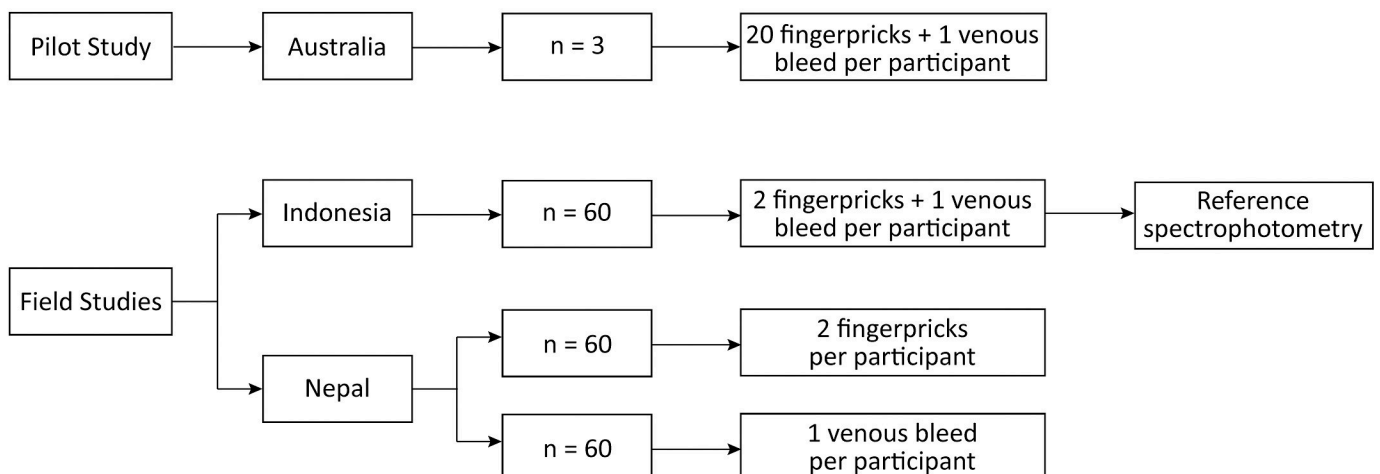 Pilot Study
Australia
n = 3
20 fingerpricks + 1 venous
bleed per participant
Indonesia
n = 60
2 fingerpricks + 1 venous
bleed per participant
Reference
spectrophotometry
Field Studies
Nepal
n = 60
2 fingerpricks
per participant
n = 60
1 venous bleed
per participant